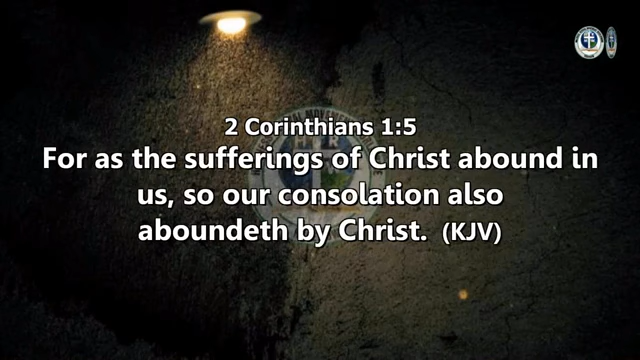 2 Corinthians 1:5
For as the sufferings of Christ abound in
us, so our consolation also
aboundeth by Christ. (KJV)